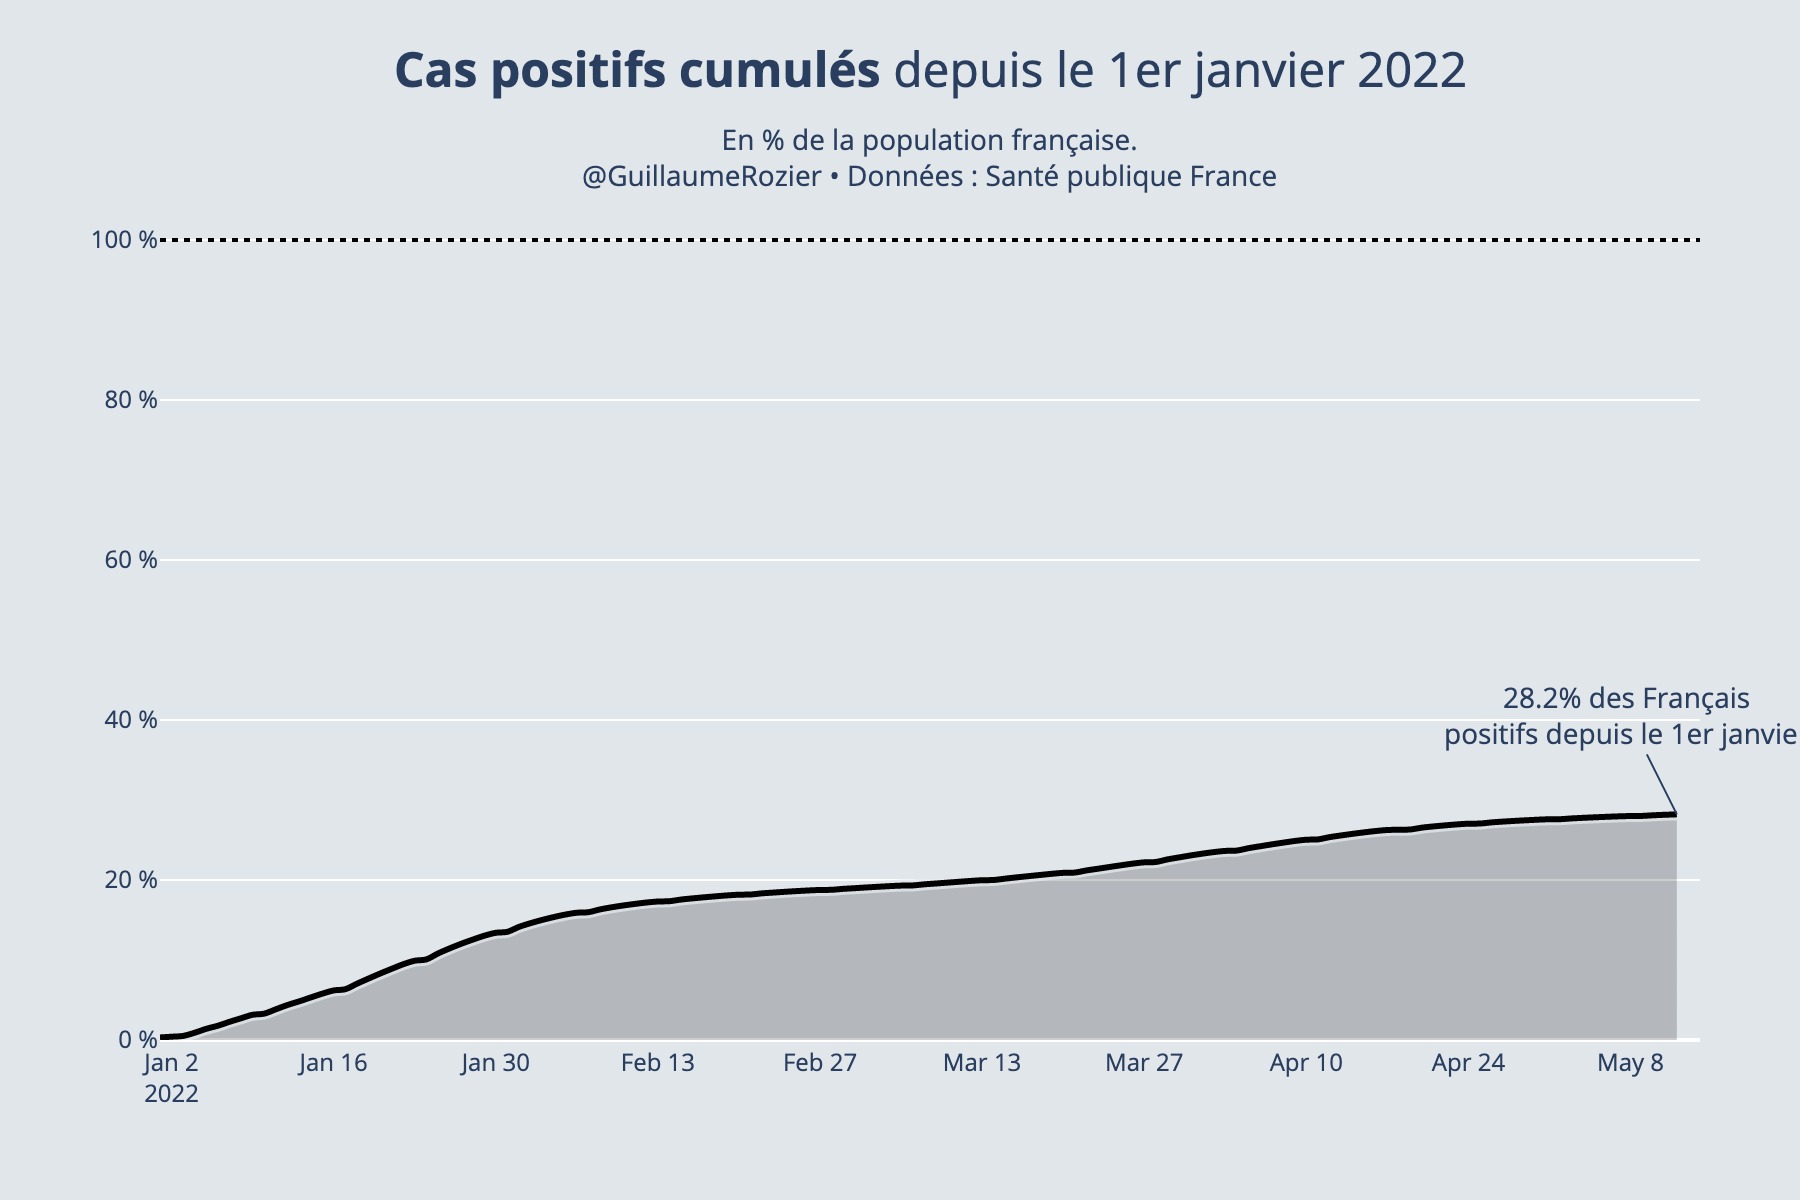 Cas positifs cumulés depuis le 1er janvier 2022
En % de la population française.
@GuillaumeRozier • Données : Santé publique France
100 %
80 %
60 %
40 %
20 %
0 %
28.2% des Français
positifs depuis le 1er janvie
Jan 2
2022
Jan 16
Jan 30
Feb 13
Feb 27
Mar 13
Mar 27
Apr 10
Apr 24
May 8